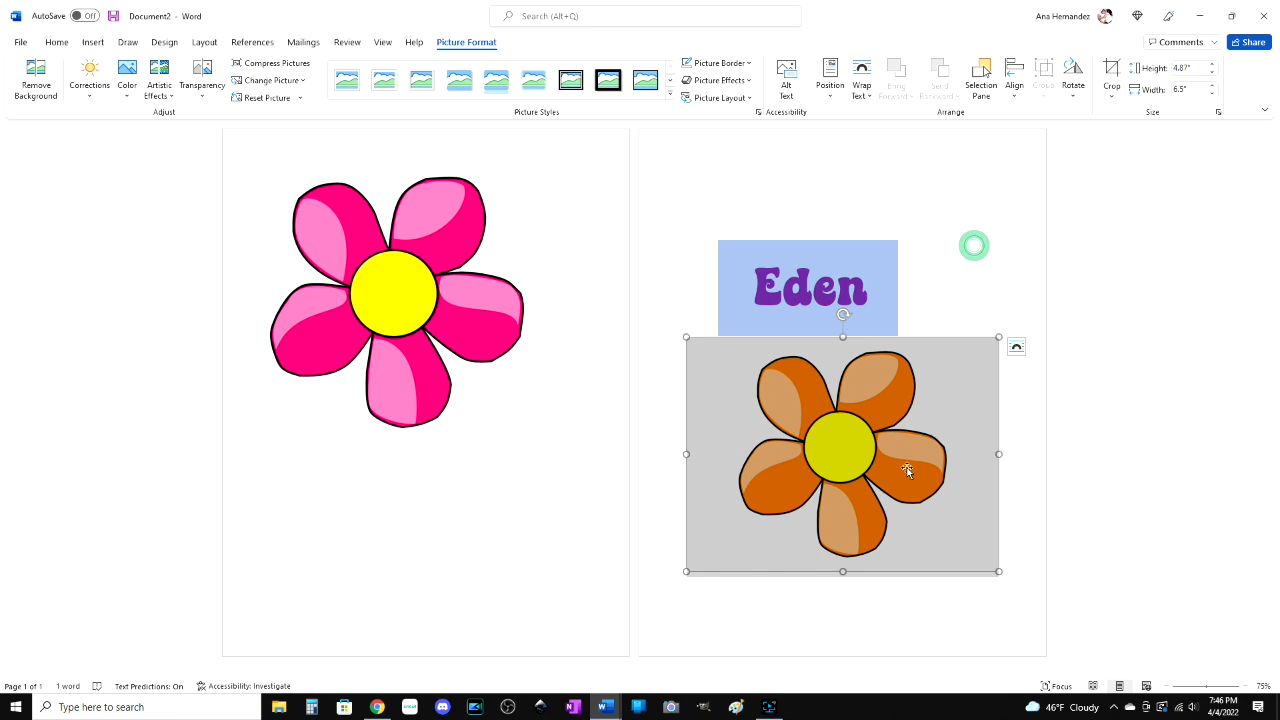 AutoSave Off Document2 - Word Search (Alt+Q) Ana Hernandez
File Home Insert Draw Design Layout References Mailings Review View Help Picture Format Comments Share
Remove Background
Corrections
Color
Artistic Effects
Transparency
Compress Pictures
Change Picture
Reset Picture
Picture Border
Picture Effects
Picture Layout
Alt Text
Position
Wrap Text
Bring Forward
Send Backward
Selection Pane
Align
Group
Rotate
Crop
Height: 4.87"
Width: 6.5"
Adjust Picture Styles Accessibility Arrange Size
Eden
Page 1 of 1 1 word Text Predictions: On Accessibility: Investigate Focus 75%
Type here to search 46°F Cloudy 7:46 PM
4/4/2022